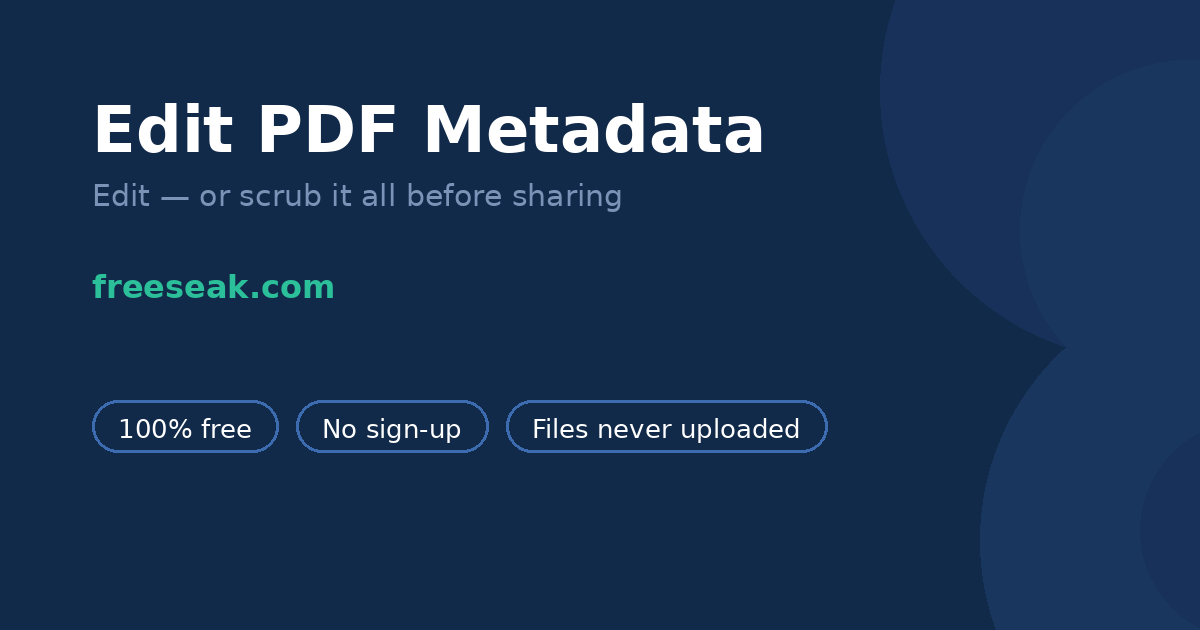 Edit PDF Metadata
Edit — or scrub it all before sharing
freeseak.com
100% free
No sign-up
Files never uploaded